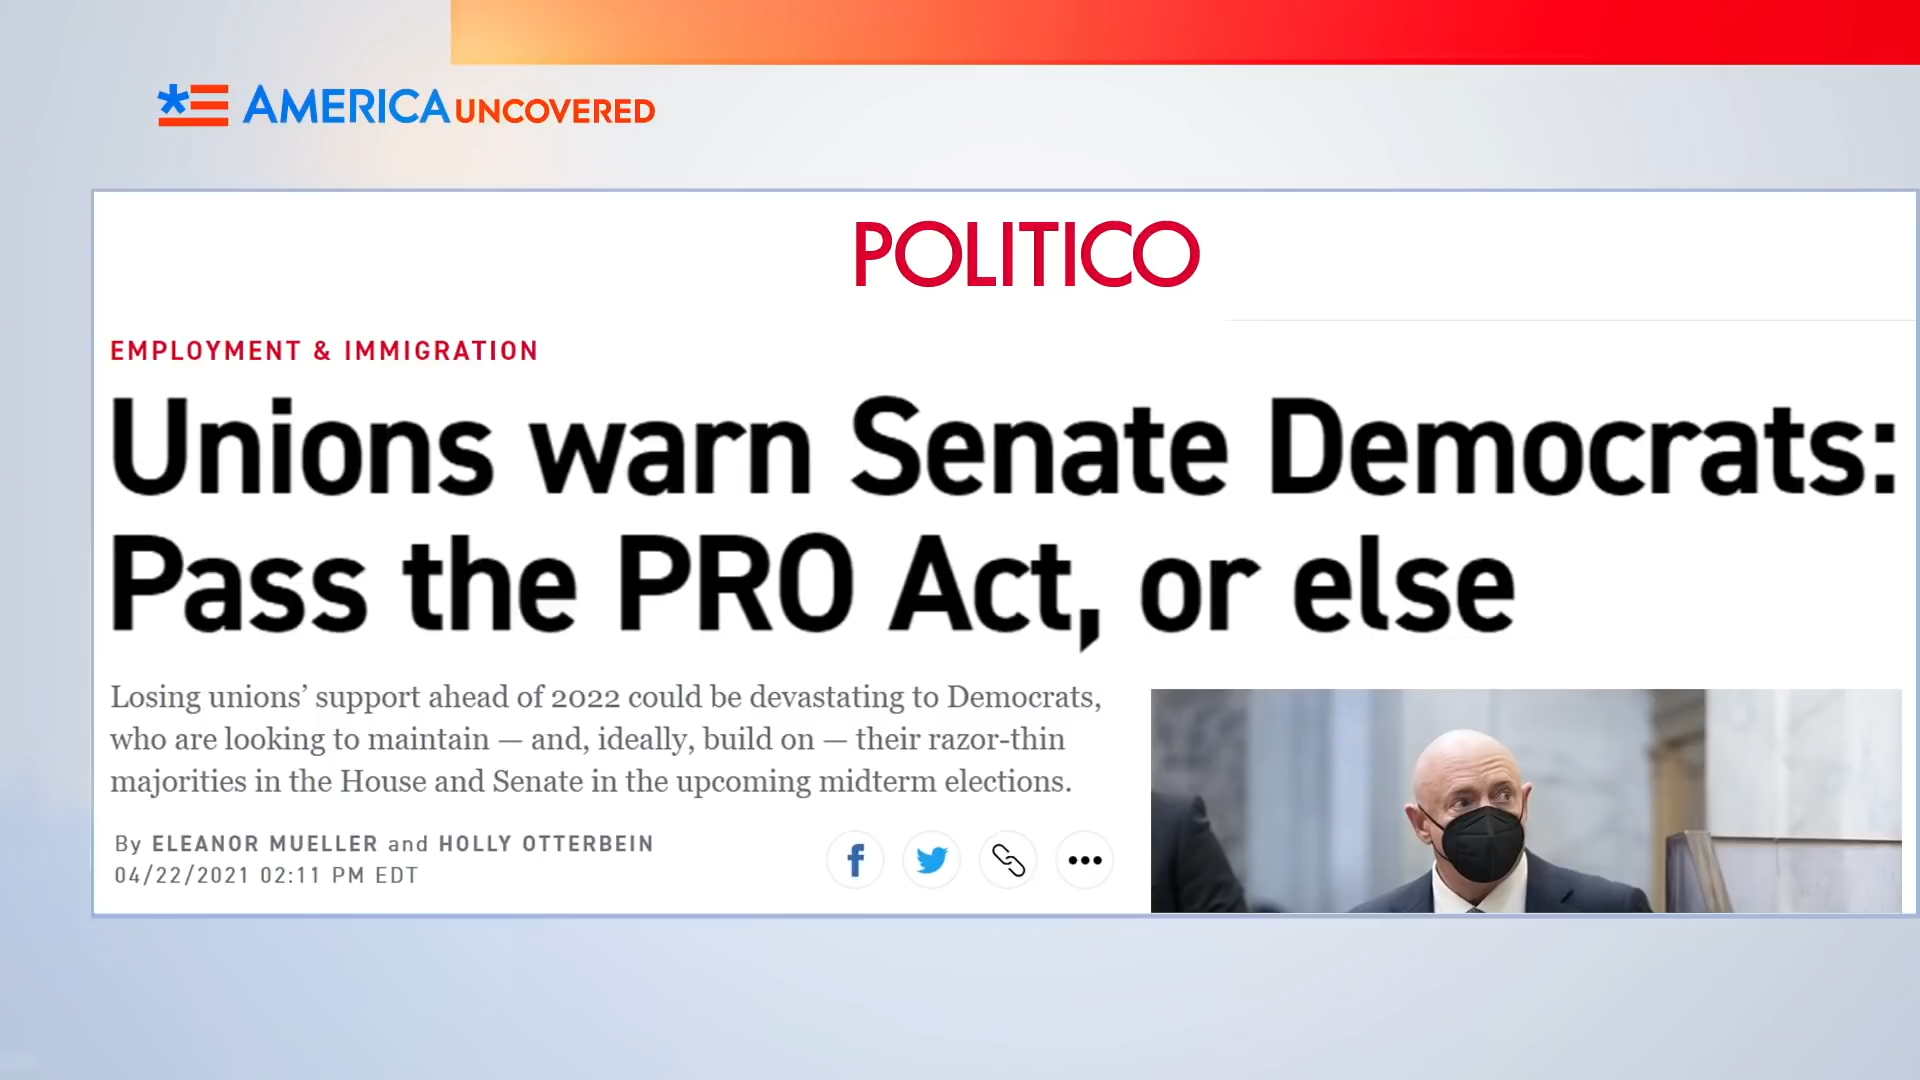 AMERICA UNCOVERED
POLITICO
EMPLOYMENT & IMMIGRATION
Unions warn Senate Democrats:
Pass the PRO Act, or else
Losing unions’ support ahead of 2022 could be devastating to Democrats,
who are looking to maintain — and, ideally, build on — their razor-thin
majorities in the House and Senate in the upcoming midterm elections.
By ELEANOR MUELLER and HOLLY OTTERBEIN
04/22/2021 02:11 PM EDT